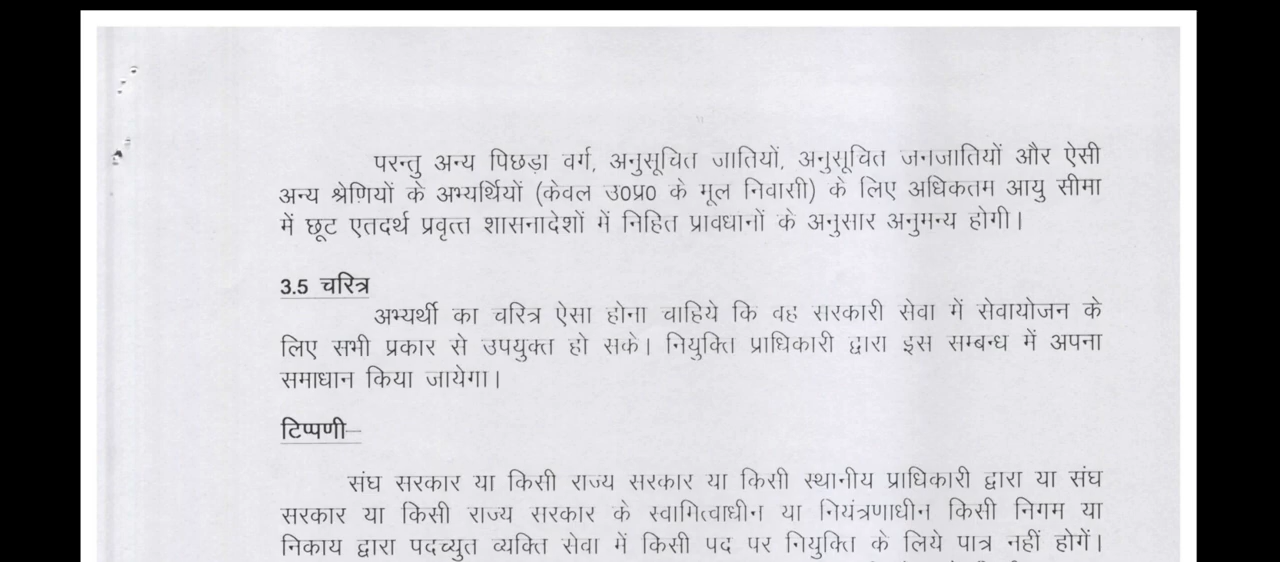 परन्तु अन्य पिछड़ा वर्ग, अनुसूचित जातियों, अनुसूचित जनजातियों और ऐसी
अन्य श्रेणियों के अभ्यर्थियों (केवल उ0प्र0 के मूल निवासी) के लिए अधिकतम आयु सीमा
में छूट एतदर्थ प्रवृत्त शासनादेशों में निहित प्रावधानों के अनुसार अनुमन्य होगी।
3.5 चरित्र
अभ्यर्थी का चरित्र ऐसा होना चाहिये कि वह सरकारी सेवा में सेवायोजन के
लिए सभी प्रकार से उपयुक्त हो सके। नियुक्ति प्राधिकारी द्वारा इस सम्बन्ध में अपना
समाधान किया जायेगा।
टिप्पणी–
संघ सरकार या किसी राज्य सरकार या किसी स्थानीय प्राधिकारी द्वारा या संघ
सरकार या किसी राज्य सरकार के स्वामित्वाधीन या नियंत्रणाधीन किसी निगम या
निकाय द्वारा पदच्युत व्यक्ति सेवा में किसी पद पर नियुक्ति के लिये पात्र नहीं होगें।